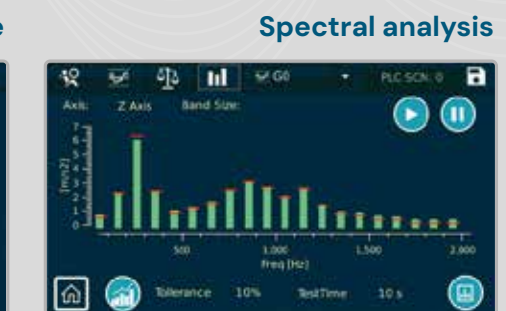 e
Spectral analysis
G0
PLC SCN: 0
Axis:
Z Axis
Band Size:
7
6
5
4
3
2
1
0
[m/s2]
500
1.000
1.500
2.000
Freq [Hz]
Tollerance
10%
TestTime
10 s